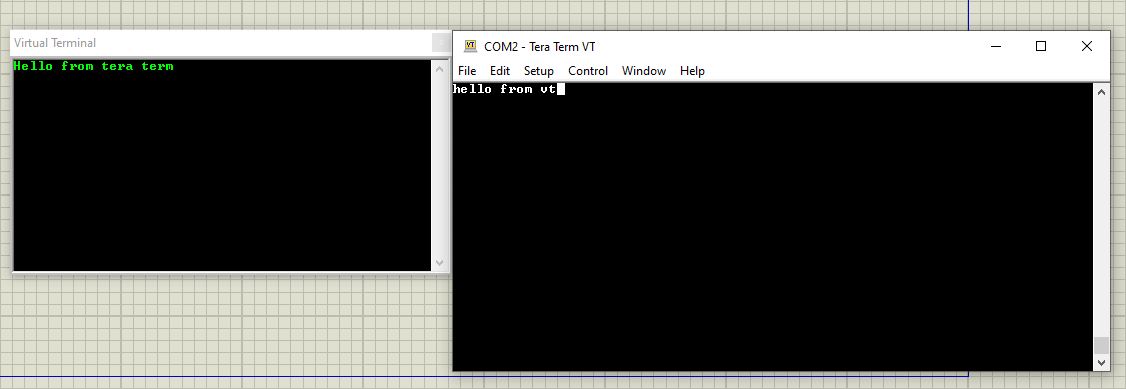 Virtual Terminal
Hello from tera term
VT COM2 - Tera Term VT
File Edit Setup Control Window Help
hello from vt